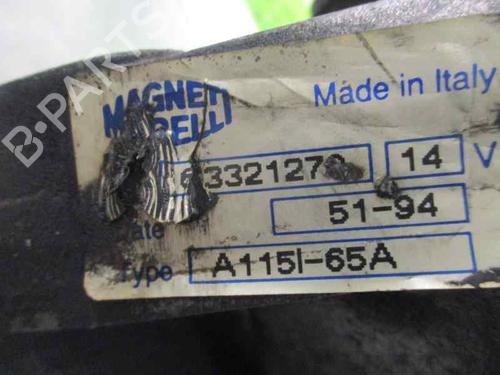 B-PARTS
MAGNETI
MARELLI
Made in Italy
14 V
51-94
Type A115I-65A